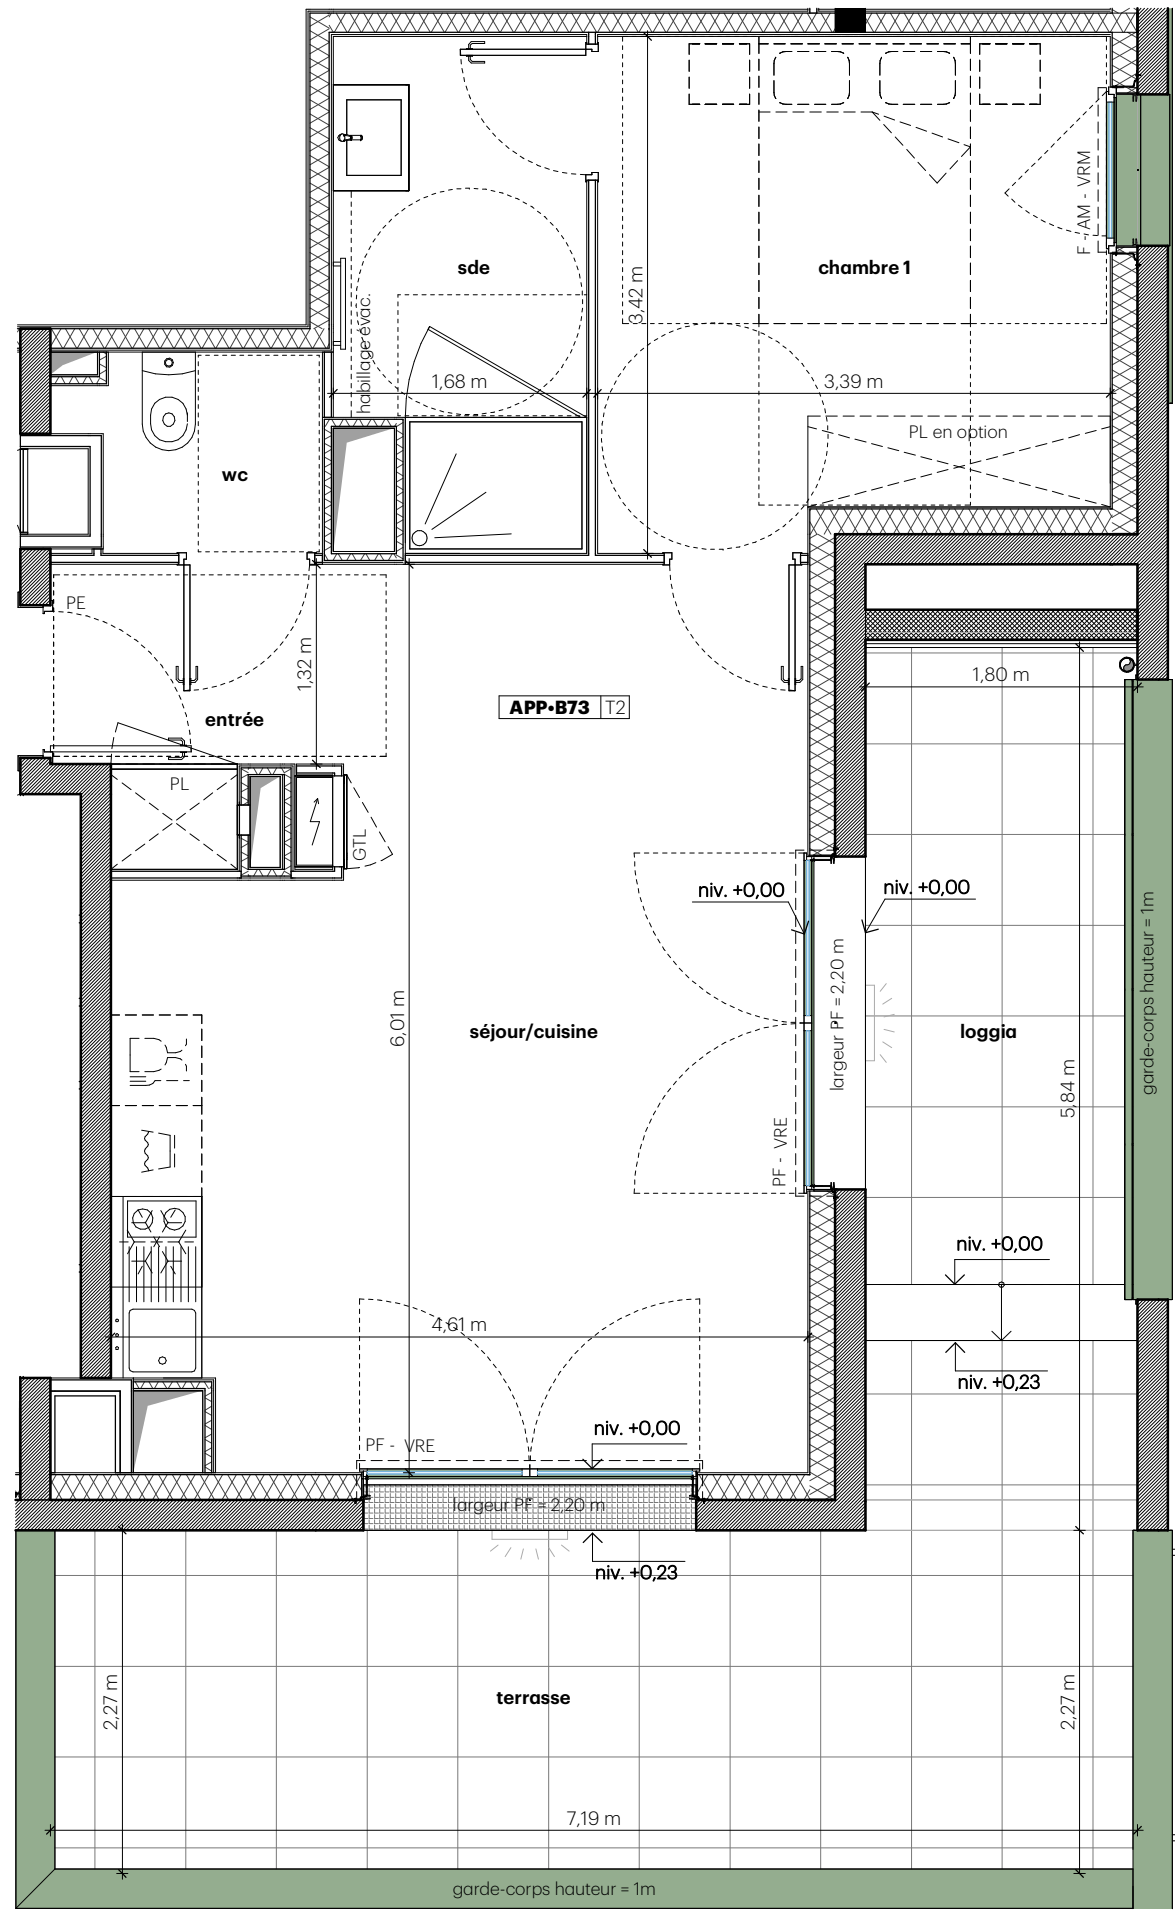 F - AM - VRM
sde
chambre 1
3,42 m
habillage évac.
1,68 m
3,39 m
PL en option
wc
PE
1,32 m
1,80 m
entrée
APP•B73 T2
PL
GTL
niv. +0,00
niv. +0,00
garde-corps hauteur = 1m
largeur PF = 2,20 m
6,01 m
séjour/cuisine
loggia
5,84 m
PF - VRE
niv. +0,00
4,61 m
niv. +0,23
niv. +0,00
PF - VRE
largeur PF = 2,20 m
niv. +0,23
2,27 m
terrasse
2,27 m
7,19 m
garde-corps hauteur = 1m